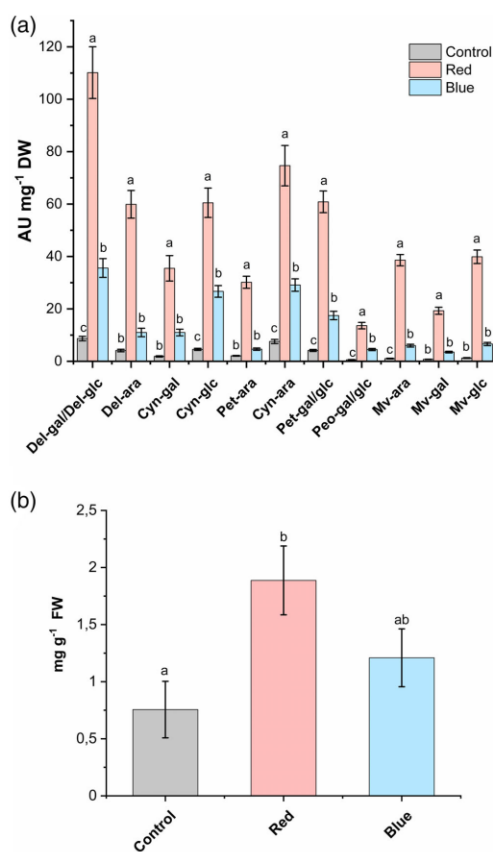 (a)
120
100
80
60
40
20
0
AU mg⁻¹ DW
Control
Red
Blue
c a b
b a b
b a b
c a b
b a b
c a b
c a b
c a b
b a b
b a b
b a b
Del-gal/Del-glc
Del-ara
Cyn-gal
Cyn-glc
Pet-ara
Cyn-ara
Pet-gal/glc
Peo-gal/glc
Mv-ara
Mv-gal
Mv-glc
(b)
2,5
2
1,5
1
0,5
0
mg g⁻¹ FW
a
b
ab
Control
Red
Blue